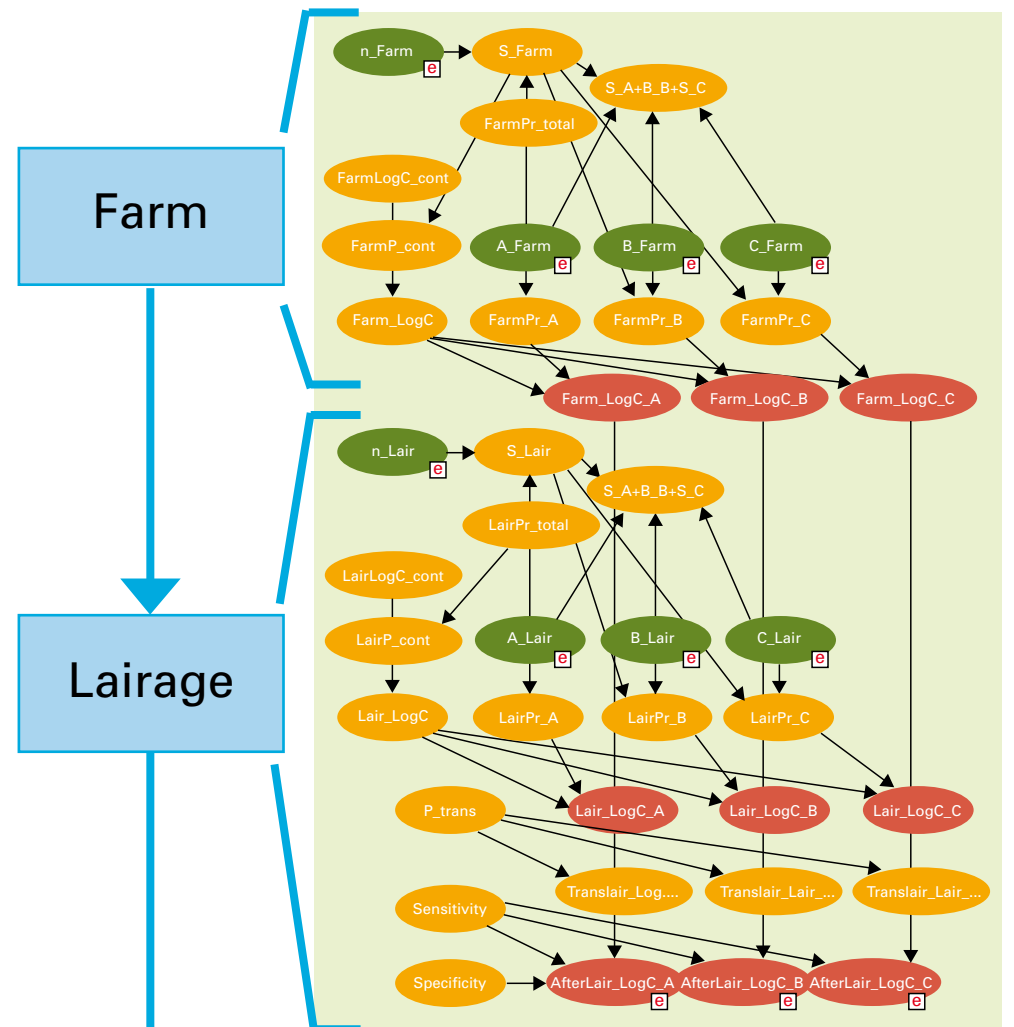 n_Farm
e
S_Farm
S_A+B_B+S_C
FarmPr_total
FarmLogC_cont
Farm
FarmP_cont
A_Farm
e
B_Farm
e
C_Farm
e
Farm_LogC
FarmPr_A
FarmPr_B
FarmPr_C
Farm_LogC_A
Farm_LogC_B
Farm_LogC_C
n_Lair
e
S_Lair
S_A+B_B+S_C
LairPr_total
LairLogC_cont
LairP_cont
A_Lair
e
B_Lair
e
C_Lair
e
Lairage
Lair_LogC
LairPr_A
LairPr_B
LairPr_C
P_trans
Lair_LogC_A
Lair_LogC_B
Lair_LogC_C
Translair_Log....
Translair_Lair_...
Translair_Lair_...
Sensitivity
Specificity
AfterLair_LogC_A
e
AfterLair_LogC_B
e
AfterLair_LogC_C
e